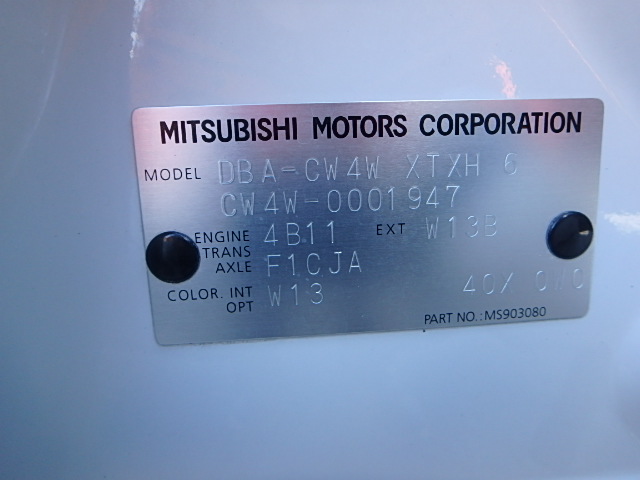 MITSUBISHI MOTORS CORPORATION
MODEL DBA-CW4W XTXH 6
CW4W-0001947
ENGINE 4B11 EXT W13B
TRANS
AXLE F1CJA
COLOR. INT W13 40X
OPT
PART NO.:MS903080